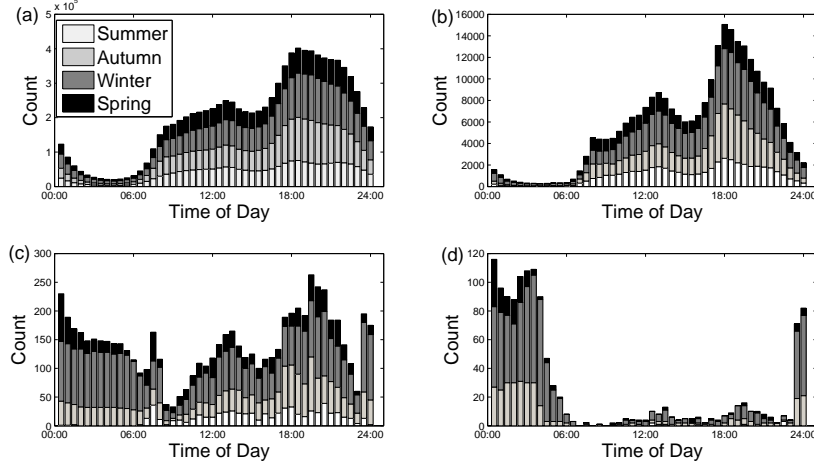 (a)
x 10⁵
5
4
3
2
1
0
Count
Summer
Autumn
Winter
Spring
00:00 06:00 12:00 18:00 24:00
Time of Day
(b)
16000
14000
12000
10000
8000
6000
4000
2000
0
Count
00:00 06:00 12:00 18:00 24:00
Time of Day
(c)
300
250
200
150
100
50
0
Count
00:00 06:00 12:00 18:00 24:00
Time of Day
(d)
120
100
80
60
40
20
0
Count
00:00 06:00 12:00 18:00 24:00
Time of Day